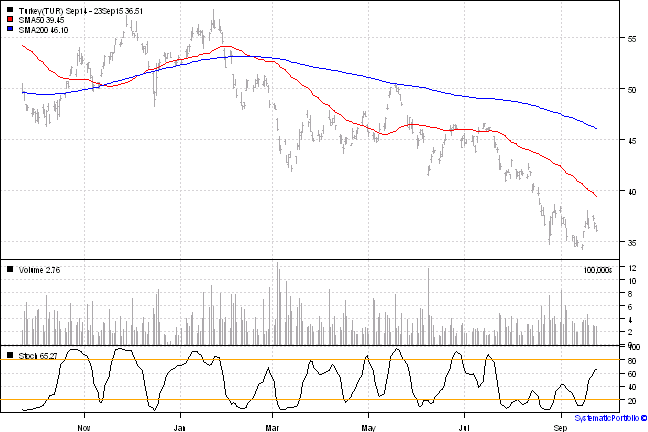 Turkey(TUR) Sep14 - 23Sep15 36.51
SMA50 39.45
SMA200 46.10
55
50
45
40
35
Volume 2.76
100,000s
12
10
8
6
4
2
0
Stoch 65.27
100
80
60
40
20
Nov
Jan
Mar
May
Jul
Sep
SystematicPortfolio ©